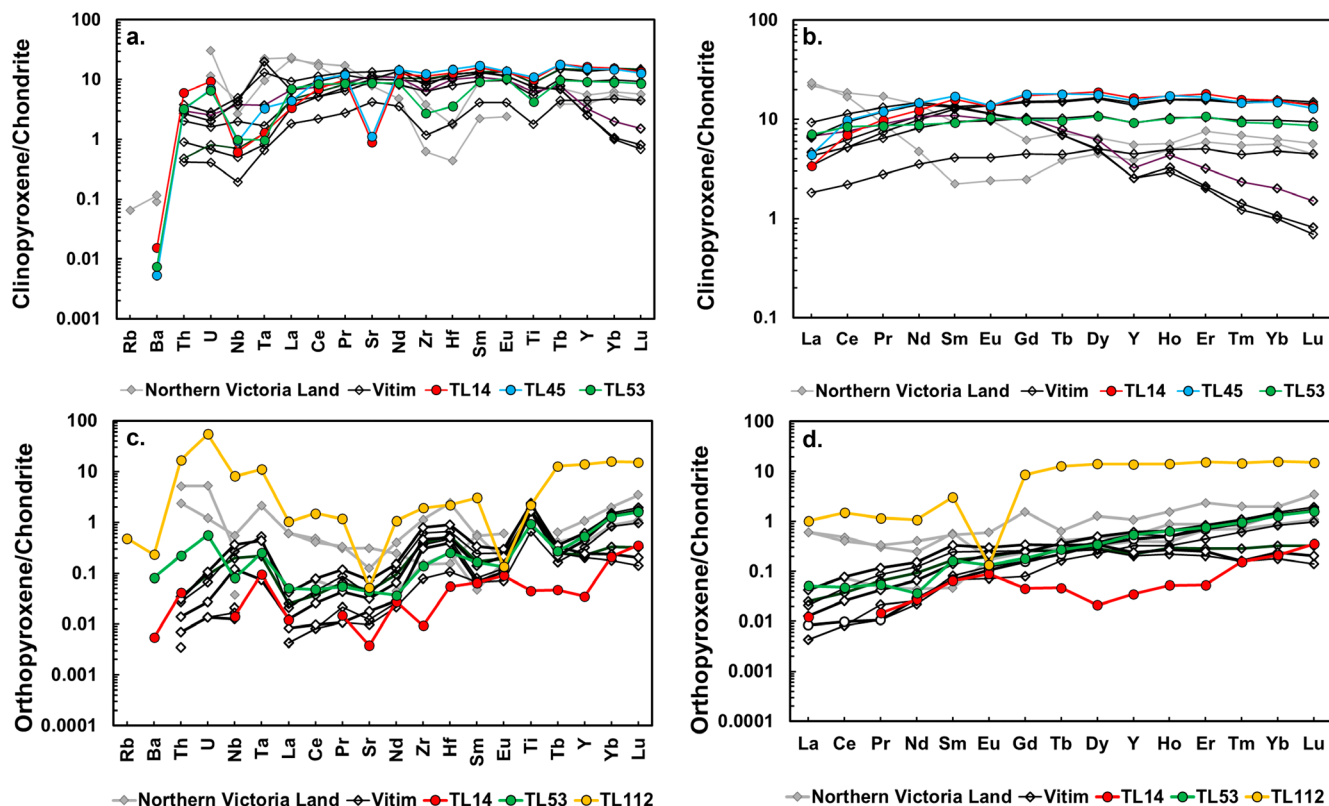 a.
Clinopyroxene/Chondrite
100
10
1
0.1
0.01
0.001
Rb Ba Th U Nb Ta La Ce Pr Sr Nd Zr Hf Sm Eu Ti Tb Y Yb Lu
Northern Victoria Land Vitim TL14 TL45 TL53
b.
Clinopyroxene/Chondrite
100
10
1
0.1
La Ce Pr Nd Sm Eu Gd Tb Dy Y Ho Er Tm Yb Lu
Northern Victoria Land Vitim TL14 TL45 TL53
c.
Orthopyroxene/Chondrite
100
10
1
0.1
0.01
0.001
0.0001
Rb Ba Th U Nb Ta La Ce Pr Sr Nd Zr Hf Sm Eu Ti Tb Y Yb Lu
Northern Victoria Land Vitim TL14 TL53 TL112
d.
Orthopyroxene/Chondrite
100
10
1
0.1
0.01
0.001
0.0001
La Ce Pr Nd Sm Eu Gd Tb Dy Y Ho Er Tm Yb Lu
Northern Victoria Land Vitim TL14 TL53 TL112